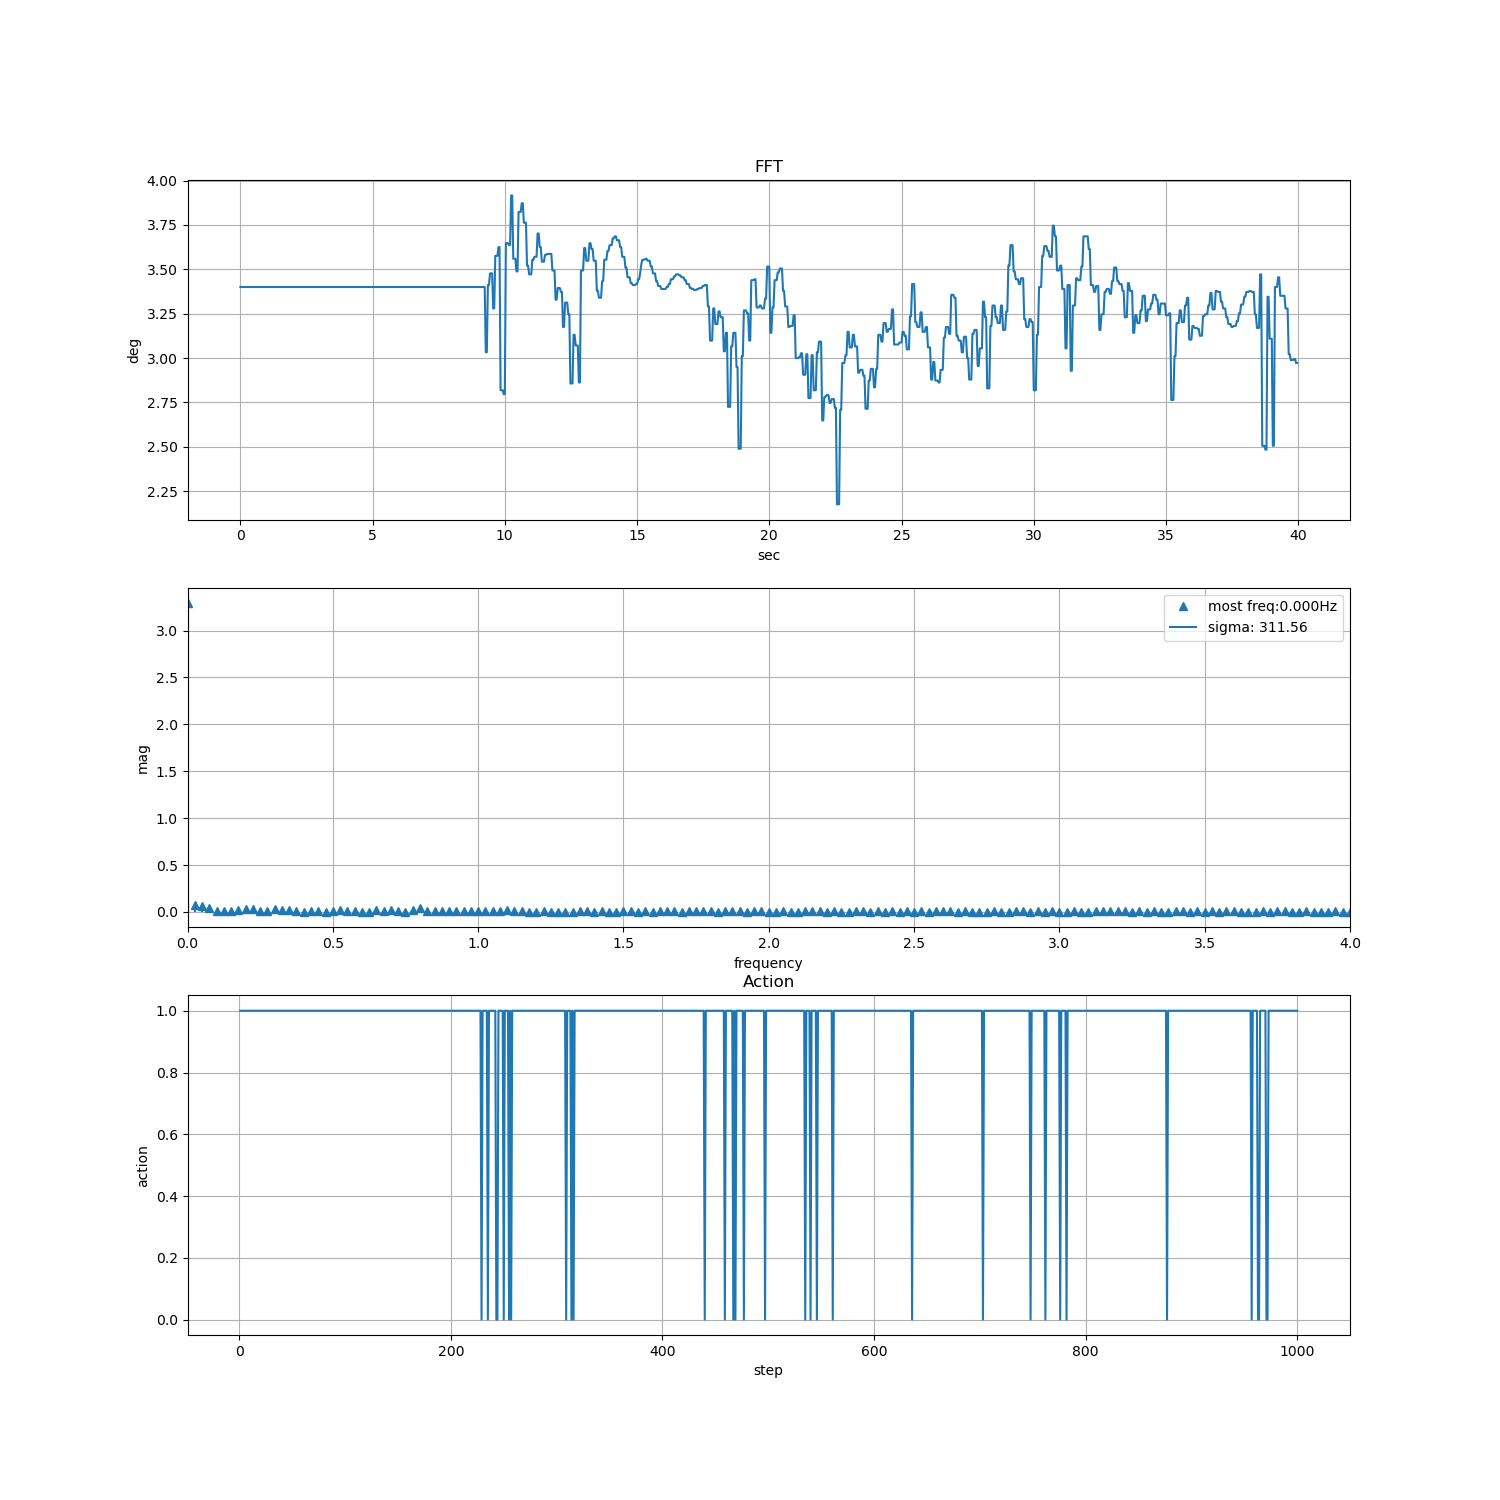 FFT
4.00
3.75
3.50
3.25
3.00
2.75
2.50
2.25
deg
0 5 10 15 20 25 30 35 40
sec
most freq:0.000Hz
sigma: 311.56
3.0
2.5
2.0
1.5
1.0
0.5
0.0
mag
0.0 0.5 1.0 1.5 2.0 2.5 3.0 3.5 4.0
frequency
Action
1.0
0.8
0.6
0.4
0.2
0.0
action
0 200 400 600 800 1000
step